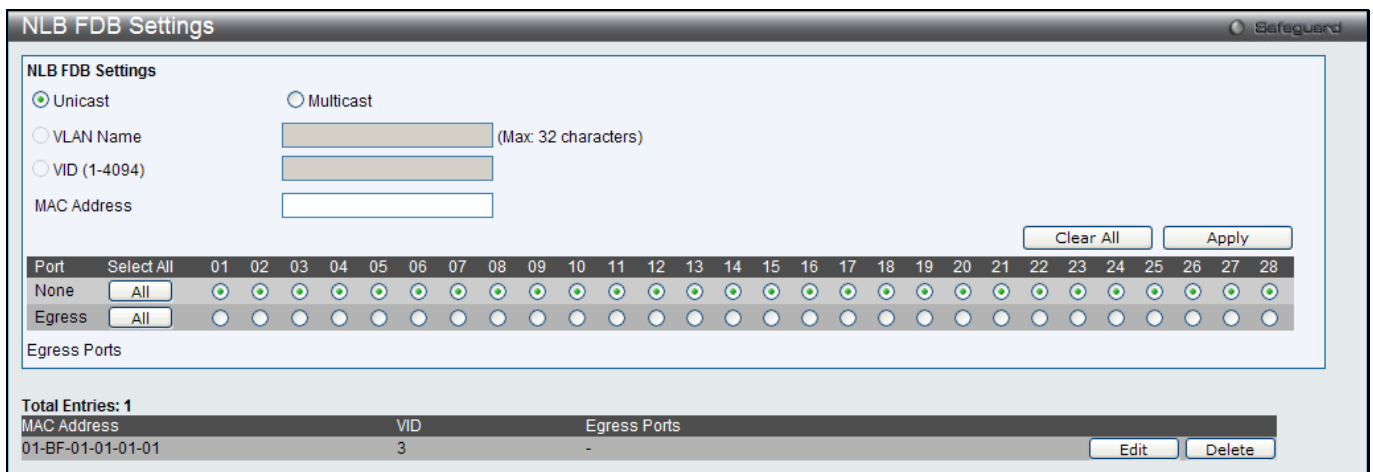 NLB FDB Settings Safeguard
NLB FDB Settings
Unicast Multicast
VLAN Name (Max: 32 characters)
VID (1-4094)
MAC Address
Clear All Apply
Port Select All 01 02 03 04 05 06 07 08 09 10 11 12 13 14 15 16 17 18 19 20 21 22 23 24 25 26 27 28
None All
Egress All
Egress Ports
Total Entries: 1
MAC Address VID Egress Ports
01-BF-01-01-01-01 3 - Edit Delete